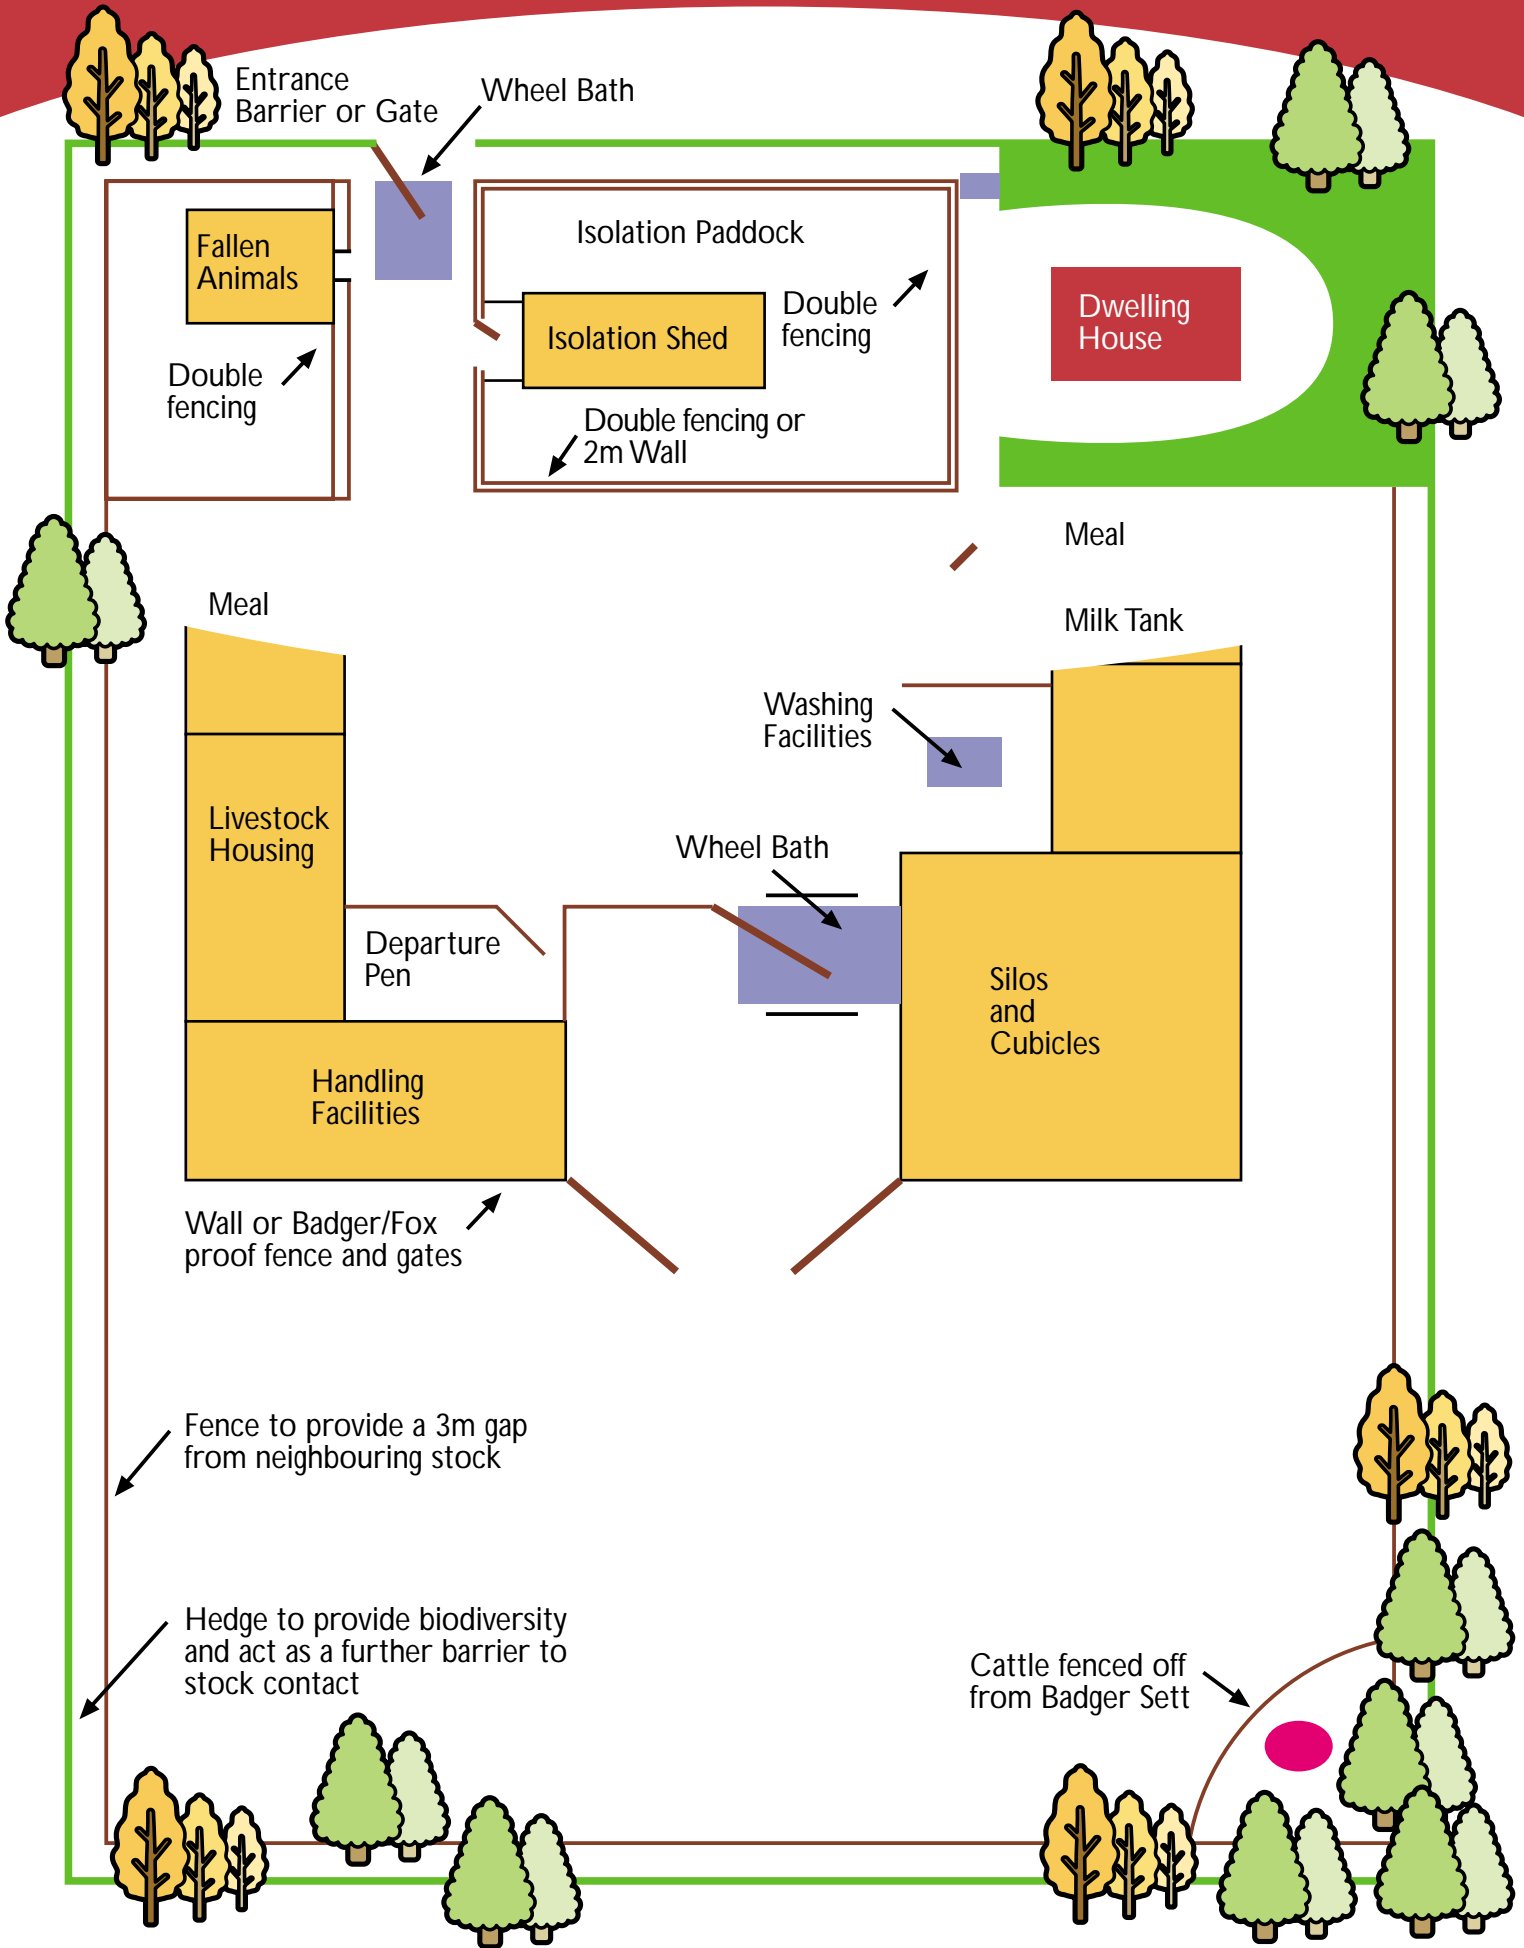 Entrance
Barrier or Gate
Wheel Bath
Isolation Paddock
Fallen
Animals
Double
fencing
Dwelling
House
Isolation Shed
Double
fencing
Double fencing or
2m Wall
Meal
Meal
Milk Tank
Washing
Facilities
Livestock
Housing
Wheel Bath
Departure
Pen
Silos
and
Cubicles
Handling
Facilities
Wall or Badger/Fox
proof fence and gates
Fence to provide a 3m gap
from neighbouring stock
Hedge to provide biodiversity
and act as a further barrier to
stock contact
Cattle fenced off
from Badger Sett